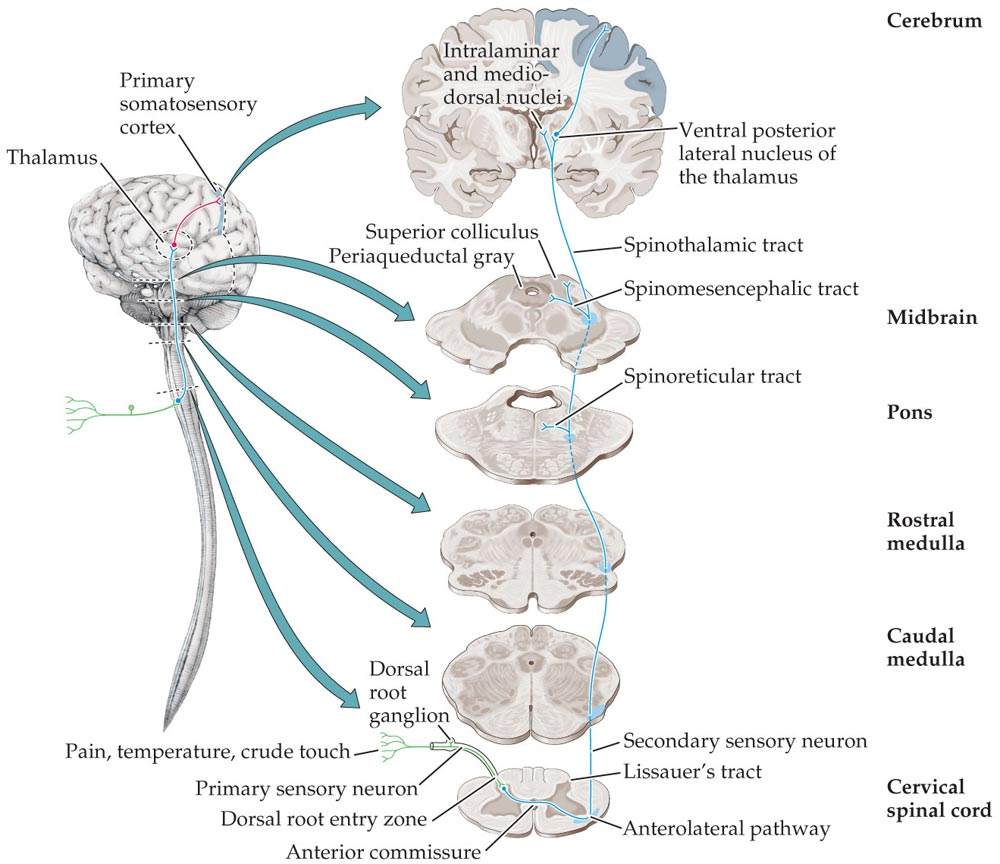 Cerebrum
Intralaminar
and medio-
dorsal nuclei
Primary
somatosensory
cortex
Thalamus
Ventral posterior
lateral nucleus of
the thalamus
Superior colliculus
Periaqueductal gray
Spinothalamic tract
Spinomesencephalic tract
Midbrain
Spinoreticular tract
Pons
Rostral
medulla
Caudal
medulla
Dorsal
root
ganglion
Pain, temperature, crude touch
Secondary sensory neuron
Lissauer's tract
Primary sensory neuron
Dorsal root entry zone
Cervical
spinal cord
Anterolateral pathway
Anterior commissure